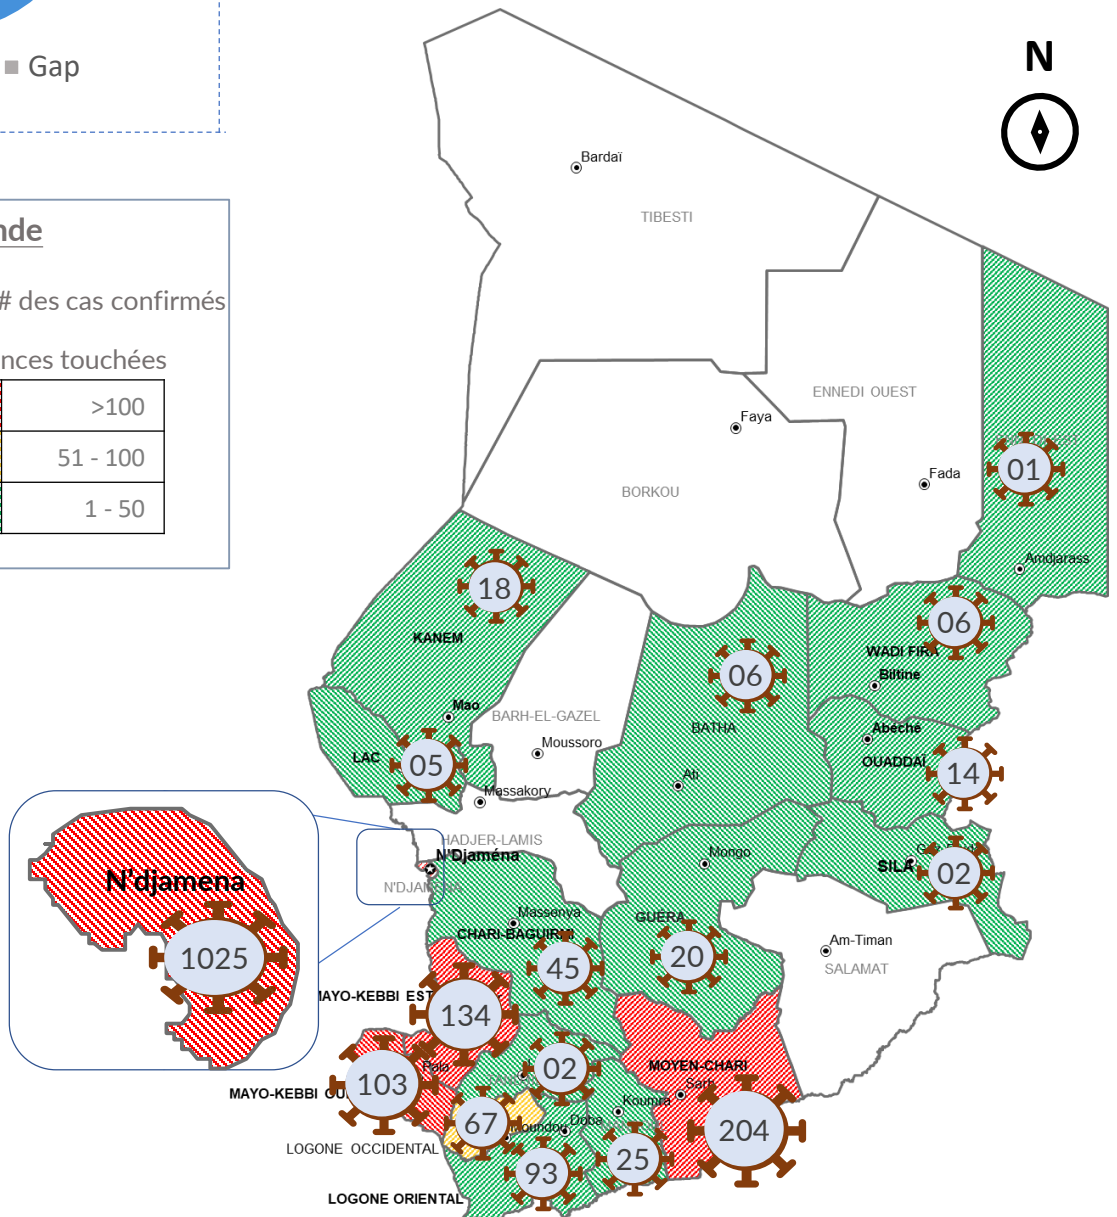 Gap
N
nde
# des cas confirmés
nces touchées
>100
51 - 100
1 - 50
Bardaï
TIBESTI
ENNEDI OUEST
Faya
Fada
BORKOU
01
Amdjarass
18
KANEM
06
WADI FIRA
Biltine
06
Mao
BARH-EL-GAZEL
BATHA
Abéché
OUADDAÏ
Moussoro
LAC
05
14
Ati
Massakory
HADJER-LAMIS
N'Djaména
N'DJAMENA
Mongo
SILA
02
N'djamena
1025
Massenya
CHARI-BAGUIRMI
GUÉRA
Am-Timan
SALAMAT
45
20
MAYO-KEBBI EST
134
Pala
02
MOYEN-CHARI
Sarh
103
MAYO-KEBBI OU
Koumra
67
Moundou
Doba
204
LOGONE OCCIDENTAL
93
25
LOGONE ORIENTAL